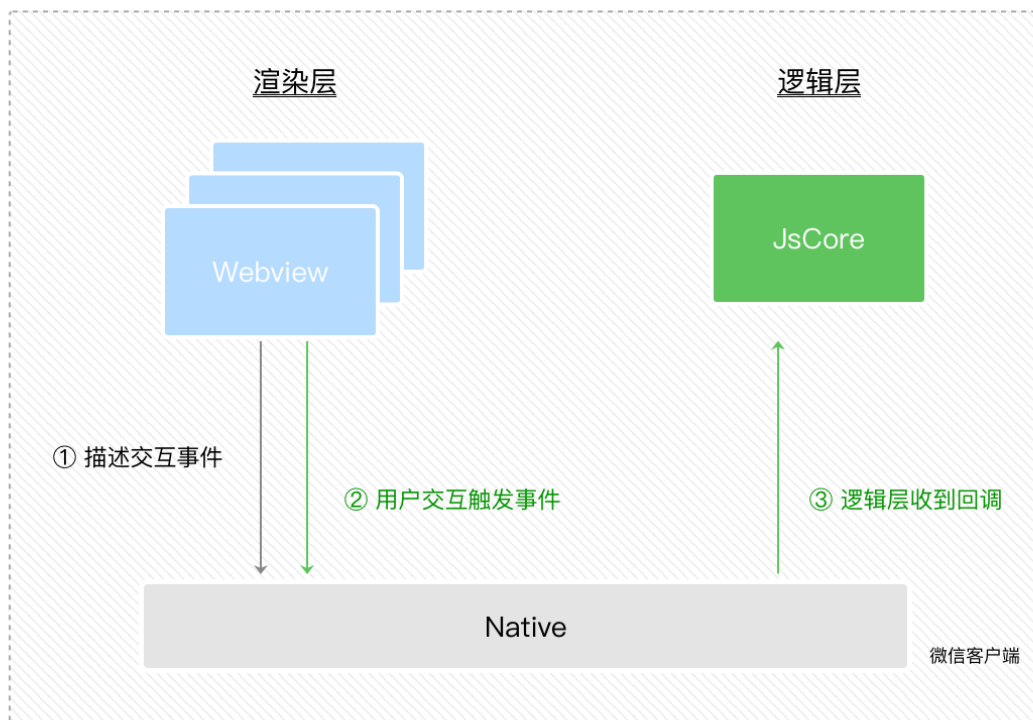 渲染层
逻辑层
Webview
JsCore
① 描述交互事件
② 用户交互触发事件
③ 逻辑层收到回调
Native
微信客户端